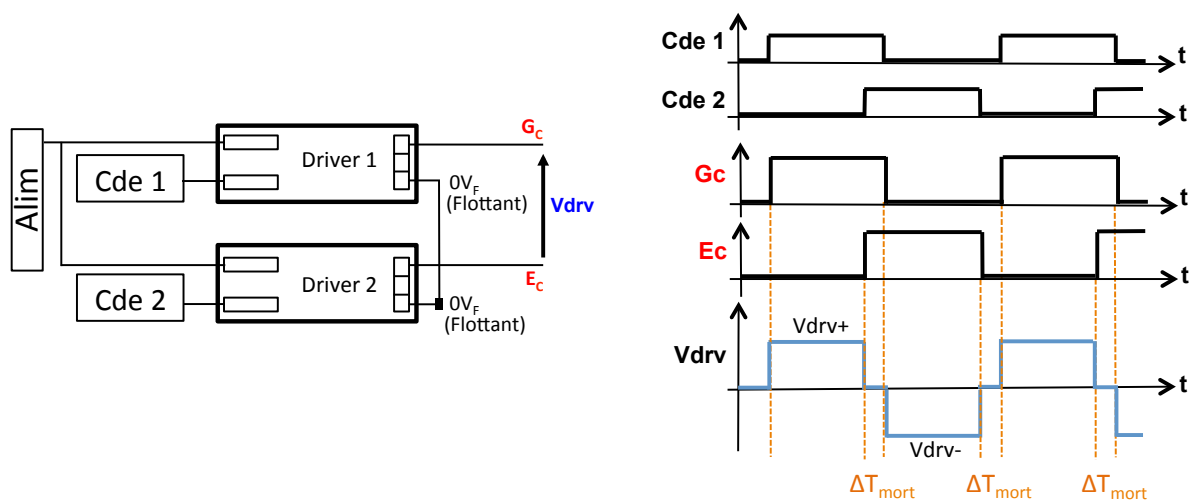 Alim
Cde 1
Driver 1
G_C
0V_F
(Flottant)
Vdrv
Cde 2
Driver 2
E_C
0V_F
(Flottant)
Cde 1
t
Cde 2
t
Gc
t
Ec
t
Vdrv
Vdrv+
t
Vdrv-
ΔT_mort
ΔT_mort
ΔT_mort